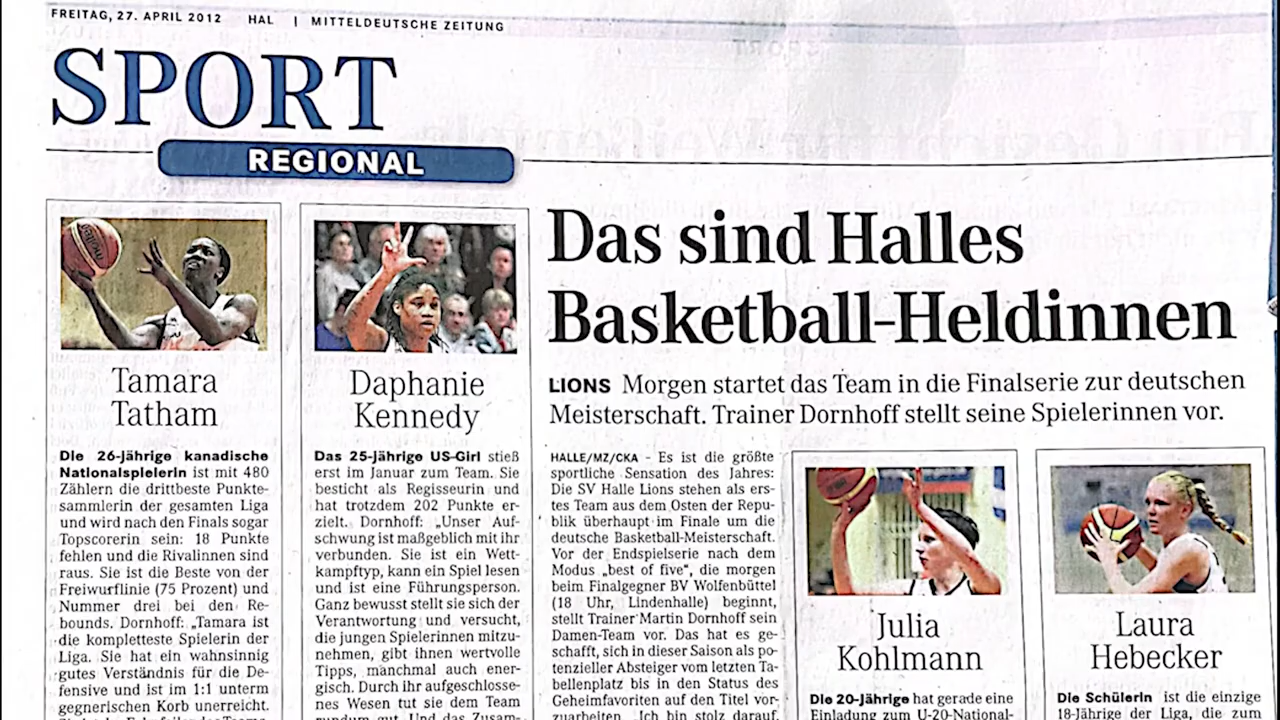 FREITAG, 27. APRIL 2012 HAL | MITTELDEUTSCHE ZEITUNG
SPORT
REGIONAL
Tamara
Tatham
Die 26-jährige kanadische
Nationalspielerin ist mit 480
Zählern die drittbeste Punkte-
sammlerin der gesamten Liga
und wird nach den Finals sogar
Topscorerin sein: 18 Punkte
fehlen und die Rivalinnen sind
raus. Sie ist die Beste von der
Freiwurflinie (75 Prozent) und
Nummer drei bei den Re-
bounds. Dornhoff: „Tamara ist
die kompletteste Spielerin der
Liga. Sie hat ein wahnsinnig
gutes Verständnis für die De-
fensive und ist im 1:1 unterm
gegnerischen Korb unerreicht.
Daphanie
Kennedy
Das 25-jährige US-Girl stieß
erst im Januar zum Team. Sie
besticht als Regisseurin und
hat trotzdem 202 Punkte er-
zielt. Dornhoff: „Unser Auf-
schwung ist maßgeblich mit ihr
verbunden. Sie ist ein Wett-
kampftyp, kann ein Spiel lesen
und ist eine Führungsperson.
Ganz bewusst stellt sie sich der
Verantwortung und versucht,
die jungen Spielerinnen mitzu-
nehmen, gibt ihnen wertvolle
Tipps, manchmal auch ener-
gisch. Durch ihr aufgeschlosse-
nes Wesen tut sie dem Team
rundum gut. Und das Zusam-
Das sind Halles
Basketball-Heldinnen
LIONS Morgen startet das Team in die Finalserie zur deutschen
Meisterschaft. Trainer Dornhoff stellt seine Spielerinnen vor.
HALLE/MZ/CKA - Es ist die größte
sportliche Sensation des Jahres:
Die SV Halle Lions stehen als ers-
tes Team aus dem Osten der Repu-
blik überhaupt im Finale um die
deutsche Basketball-Meisterschaft.
Vor der Endspielserie nach dem
Modus „best of five“, die morgen
beim Finalgegner BV Wolfenbüttel
(18 Uhr, Lindenhalle) beginnt,
stellt Trainer Martin Dornhoff sein
Damen-Team vor. Das hat es ge-
schafft, sich in dieser Saison als po-
tenzieller Absteiger vom letzten Ta-
bellenplatz bis in den Status des
Geheimfavoriten auf den Titel vor-
zuarbeiten. „Ich bin stolz darauf,
Julia
Kohlmann
Die 20-Jährige hat gerade eine
Einladung zum U-20-National-
Laura
Hebecker
Die Schülerin ist die einzige
18-Jährige der Liga, die zum